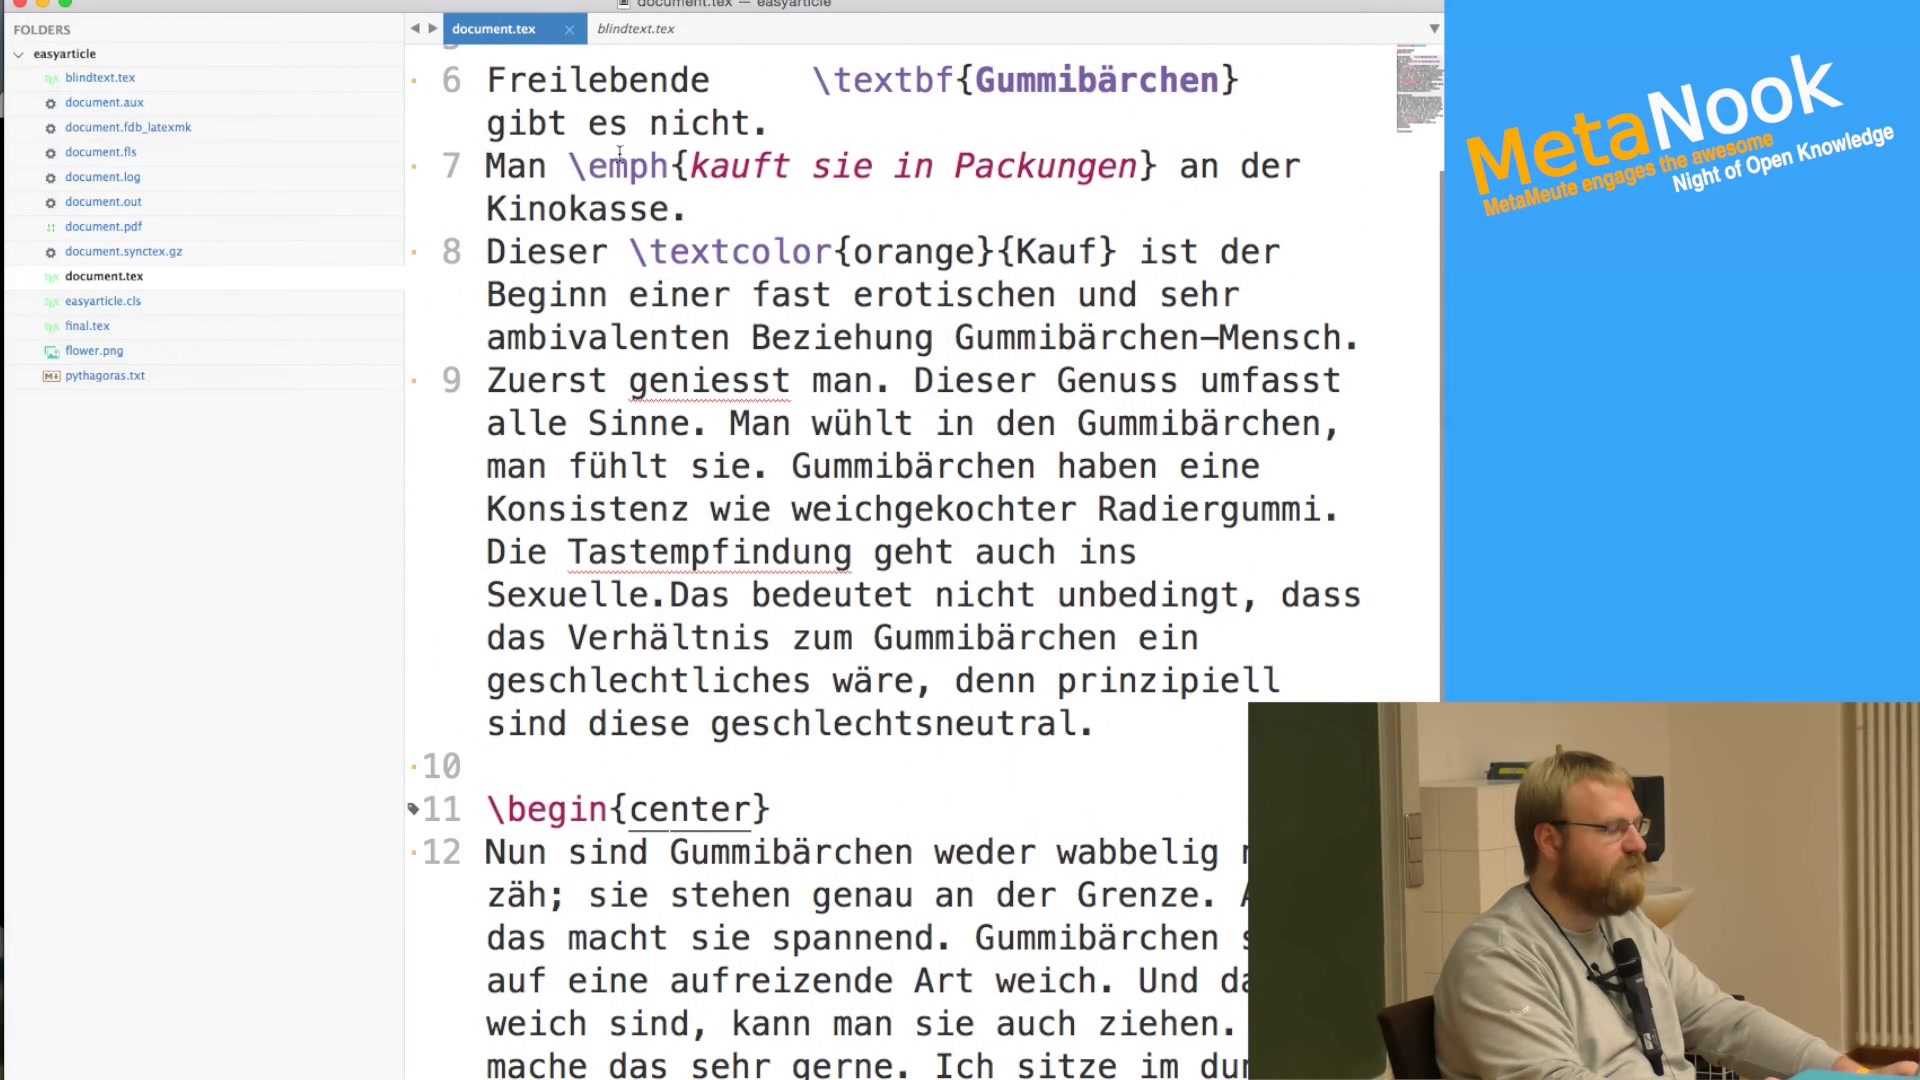 document.tex — easyarticle
FOLDERS
easyarticle
blindtext.tex
document.aux
document.fdb_latexmk
document.fls
document.log
document.out
document.pdf
document.synctex.gz
document.tex
easyarticle.cls
final.tex
flower.png
pythagoras.txt
document.tex
blindtext.tex
6 Freilebende \textbf{Gummibärchen}
gibt es nicht.
7 Man \emph{kauft sie in Packungen} an der
Kinokasse.
8 Dieser \textcolor{orange}{Kauf} ist der
Beginn einer fast erotischen und sehr
ambivalenten Beziehung Gummibärchen–Mensch.
9 Zuerst geniesst man. Dieser Genuss umfasst
alle Sinne. Man wühlt in den Gummibärchen,
man fühlt sie. Gummibärchen haben eine
Konsistenz wie weichgekochter Radiergummi.
Die Tastempfindung geht auch ins
Sexuelle.Das bedeutet nicht unbedingt, dass
das Verhältnis zum Gummibärchen ein
geschlechtliches wäre, denn prinzipiell
sind diese geschlechtsneutral.
10
11 \begin{center}
12 Nun sind Gummibärchen weder wabbelig
zäh; sie stehen genau an der Grenze.
das macht sie spannend. Gummibärchen
auf eine aufreizende Art weich. Und
weich sind, kann man sie auch ziehen.
mache das sehr gerne. Ich sitze im
MetaNook
MetaMeute engages the awesome
Night of Open Knowledge